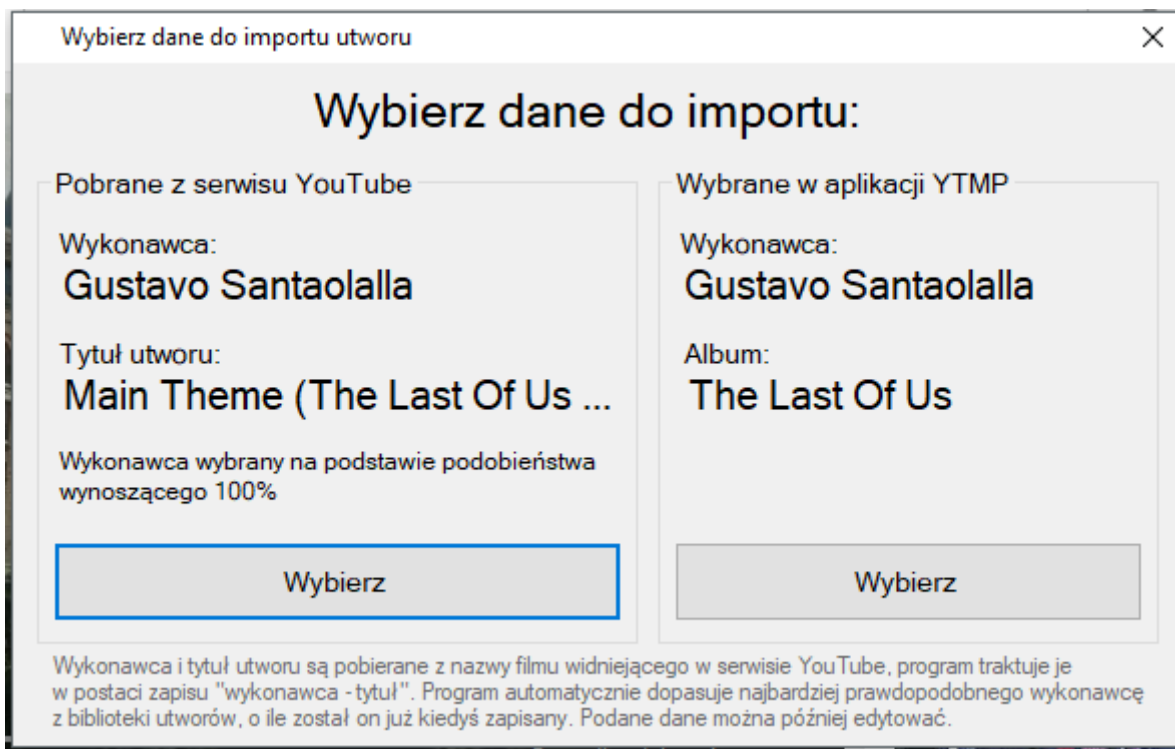 Wybierz dane do importu utworu
Wybierz dane do importu:
Pobrane z serwisu YouTube
Wykonawca:
Gustavo Santaolalla
Tytuł utworu:
Main Theme (The Last Of Us ...
Wykonawca wybrany na podstawie podobieństwa
wynoszącego 100%
Wybierz
Wybrane w aplikacji YTMP
Wykonawca:
Gustavo Santaolalla
Album:
The Last Of Us
Wybierz
Wykonawca i tytuł utworu są pobierane z nazwy filmu widniejącego w serwisie YouTube, program traktuje je
w postaci zapisu "wykonawca - tytuł". Program automatycznie dopasuje najbardziej prawdopodobnego wykonawcę
z biblioteki utworów, o ile został on już kiedyś zapisany. Podane dane można później edytować.